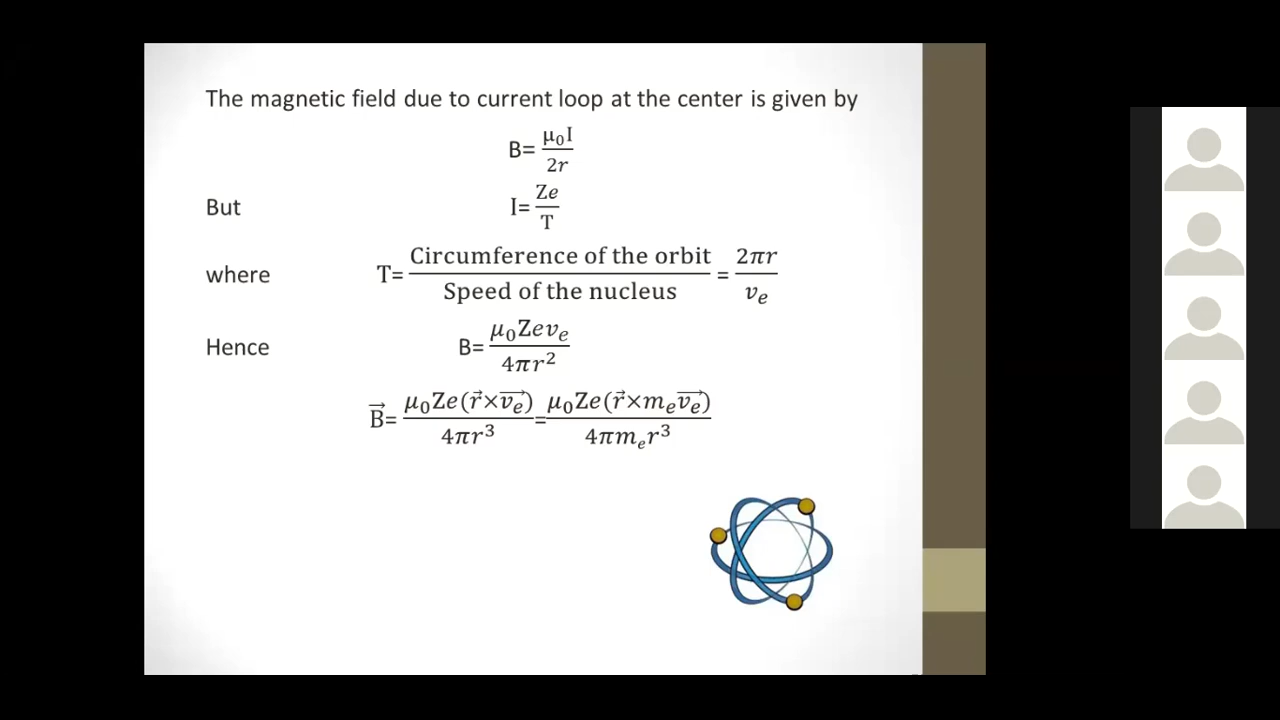 The magnetic field due to current loop at the center is given by
B= μ₀I/2r
But I= Ze/T
where T= Circumference of the orbit/Speed of the nucleus = 2πr/vₑ
Hence B= μ₀Zevₑ/4πr²
B⃗= μ₀Ze(r⃗×v⃗ₑ)/4πr³ = μ₀Ze(r⃗×mₑv⃗ₑ)/4πmₑr³